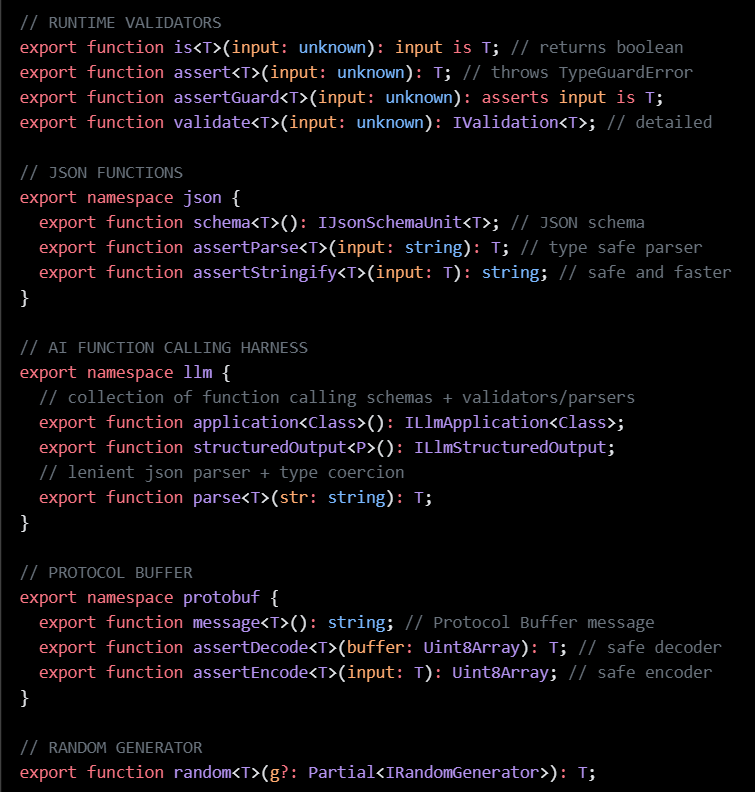 // RUNTIME VALIDATORS
export function is<T>(input: unknown): input is T; // returns boolean
export function assert<T>(input: unknown): T; // throws TypeGuardError
export function assertGuard<T>(input: unknown): asserts input is T;
export function validate<T>(input: unknown): IValidation<T>; // detailed

// JSON FUNCTIONS
export namespace json {
  export function schema<T>(): IJsonSchemaUnit<T>; // JSON schema
  export function assertParse<T>(input: string): T; // type safe parser
  export function assertStringify<T>(input: T): string; // safe and faster
}

// AI FUNCTION CALLING HARNESS
export namespace llm {
  // collection of function calling schemas + validators/parsers
  export function application<Class>(): ILlmApplication<Class>;
  export function structuredOutput<P>(): ILlmStructuredOutput;
  // lenient json parser + type coercion
  export function parse<T>(str: string): T;
}

// PROTOCOL BUFFER
export namespace protobuf {
  export function message<T>(): string; // Protocol Buffer message
  export function assertDecode<T>(buffer: Uint8Array): T; // safe decoder
  export function assertEncode<T>(input: T): Uint8Array; // safe encoder
}

// RANDOM GENERATOR
export function random<T>(g?: Partial<IRandomGenerator>): T;